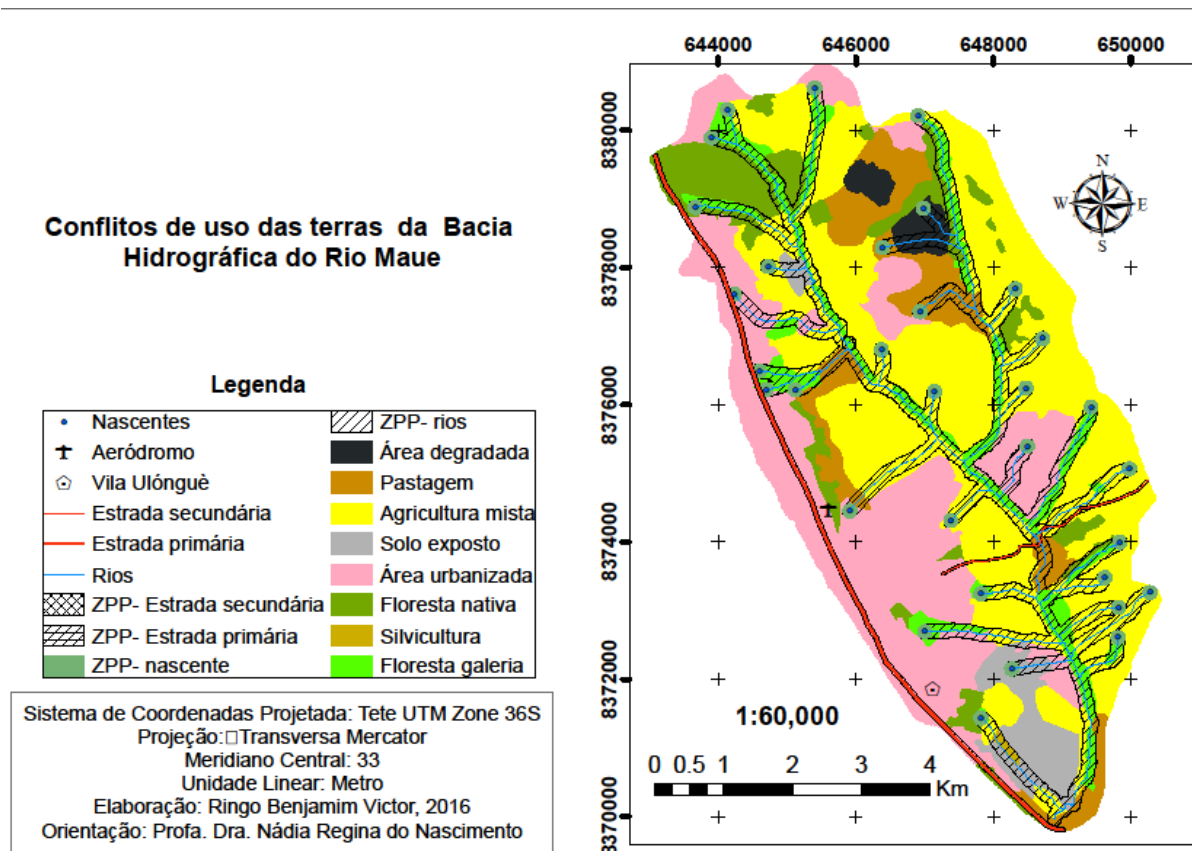 Conflitos de uso das terras da Bacia
Hidrográfica do Rio Maue
Legenda
Nascentes
Aeródromo
Vila Ulónguè
Estrada secundária
Estrada primária
Rios
ZPP- Estrada secundária
ZPP- Estrada primária
ZPP- nascente
ZPP- rios
Área degradada
Pastagem
Agricultura mista
Solo exposto
Área urbanizada
Floresta nativa
Silvicultura
Floresta galeria
Sistema de Coordenadas Projetada: Tete UTM Zone 36S
Projeção:□Transversa Mercator
Meridiano Central: 33
Unidade Linear: Metro
Elaboração: Ringo Benjamim Victor, 2016
Orientação: Profa. Dra. Nádia Regina do Nascimento
644000 646000 648000 650000
8380000
8378000
8376000
8374000
8372000
8370000
N
W E
S
1:60,000
0 0.5 1 2 3 4
Km